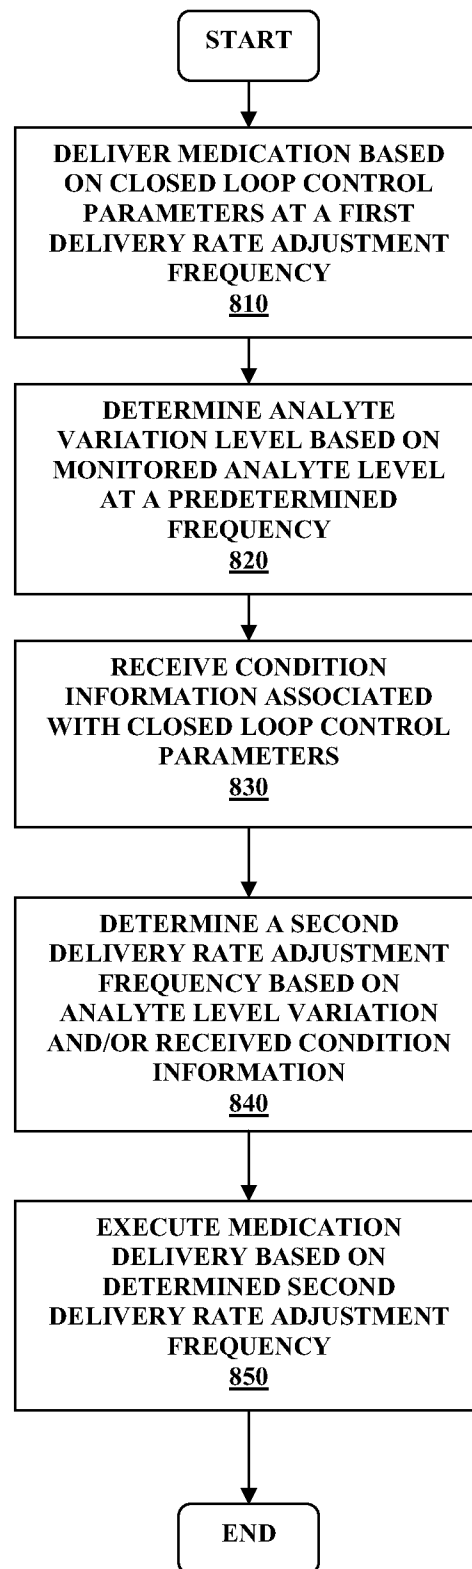 START
DELIVER MEDICATION BASED
ON CLOSED LOOP CONTROL
PARAMETERS AT A FIRST
DELIVERY RATE ADJUSTMENT
FREQUENCY
810
DETERMINE ANALYTE
VARIATION LEVEL BASED ON
MONITORED ANALYTE LEVEL
AT A PREDETERMINED
FREQUENCY
820
RECEIVE CONDITION
INFORMATION ASSOCIATED
WITH CLOSED LOOP CONTROL
PARAMETERS
830
DETERMINE A SECOND
DELIVERY RATE ADJUSTMENT
FREQUENCY BASED ON
ANALYTE LEVEL VARIATION
AND/OR RECEIVED CONDITION
INFORMATION
840
EXECUTE MEDICATION
DELIVERY BASED ON
DETERMINED SECOND
DELIVERY RATE ADJUSTMENT
FREQUENCY
850
END